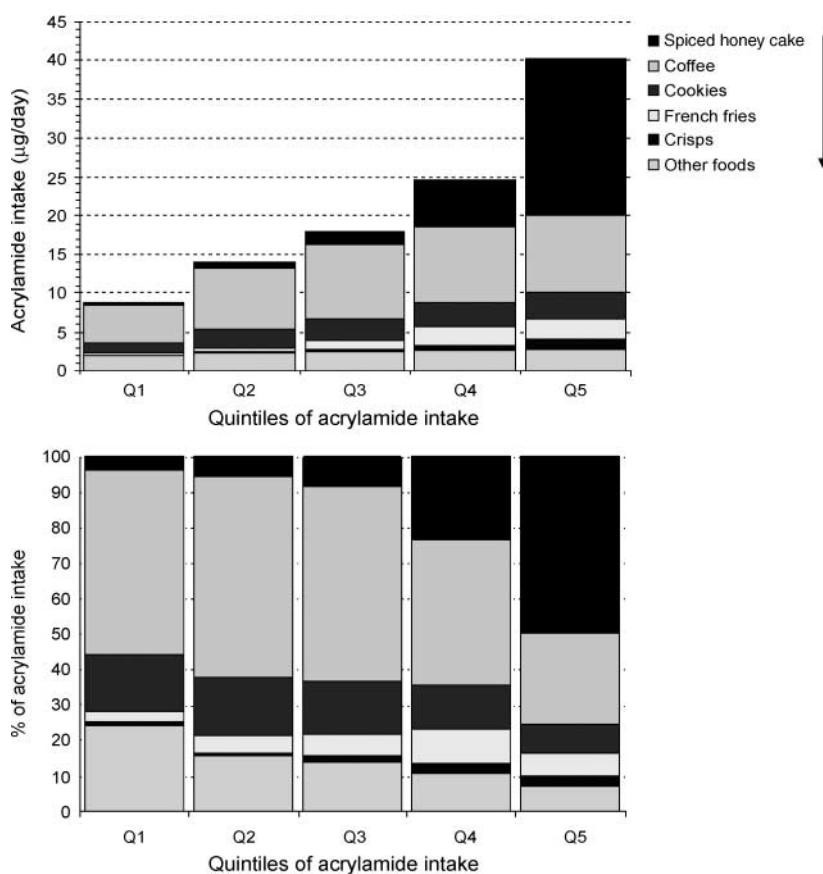 45
40
35
30
25
20
15
10
5
0
Acrylamide intake (µg/day)
Q1 Q2 Q3 Q4 Q5
Quintiles of acrylamide intake
Spiced honey cake
Coffee
Cookies
French fries
Crisps
Other foods
100
90
80
70
60
50
40
30
20
10
0
% of acrylamide intake
Q1 Q2 Q3 Q4 Q5
Quintiles of acrylamide intake